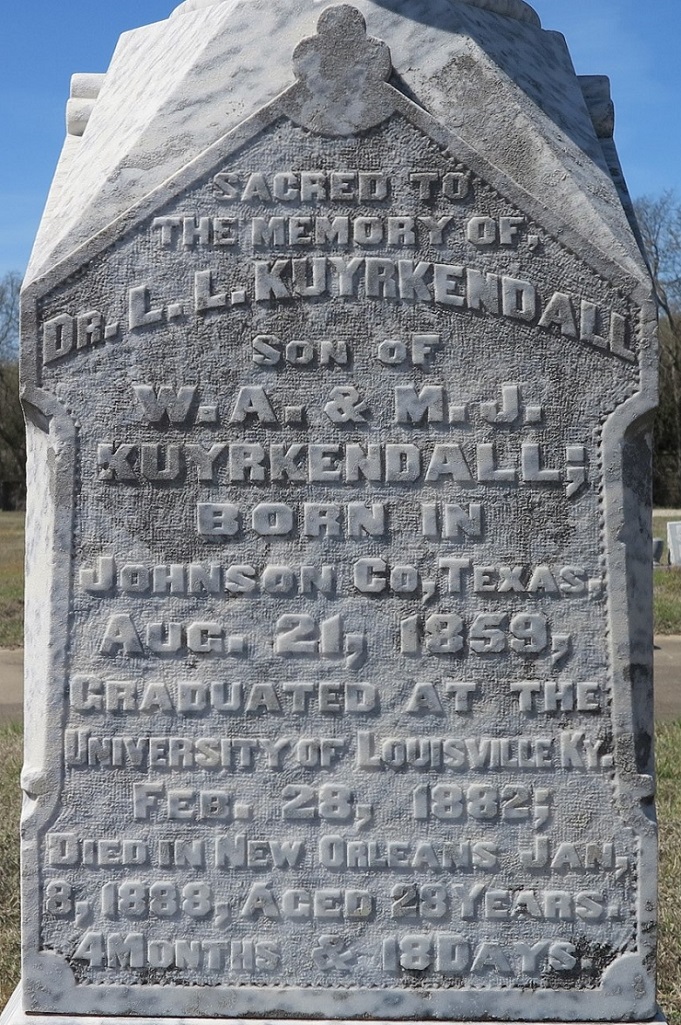 SACRED TO
THE MEMORY OF,
DR. L. L. KUYRKENDALL
SON OF
W. A. & M. J.
KUYRKENDALL;
BORN IN
JOHNSON CO, TEXAS,
AUG. 21, 1859,
GRADUATED AT THE
UNIVERSITY OF LOUISVILLE KY.
FEB. 28, 1882;
DIED IN NEW ORLEANS JAN,
8, 1888, AGED 28 YEARS.
4 MONTHS & 18 DAYS.